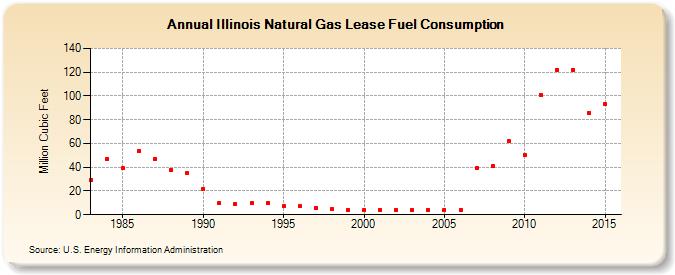 Annual Illinois Natural Gas Lease Fuel Consumption
Million Cubic Feet
140
120
100
80
60
40
20
0
1985 1990 1995 2000 2005 2010 2015
Source: U.S. Energy Information Administration